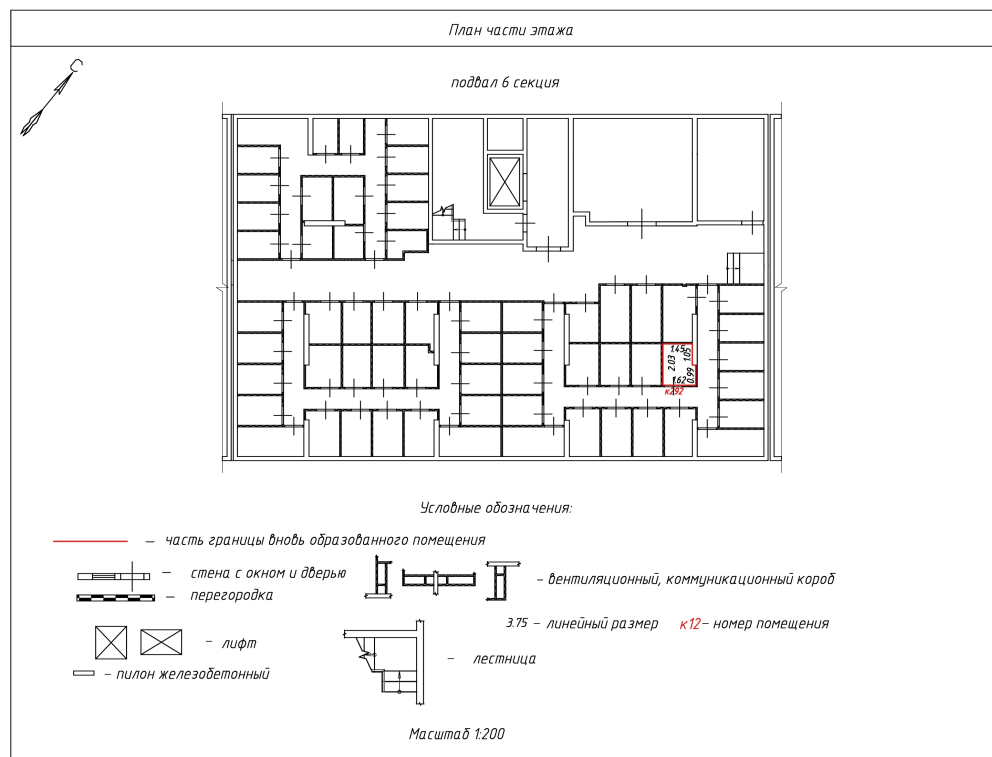 План части этажа
С
подвал 6 секция
1.45
1.05
2.03
0.99
1.62
к292
Условные обозначения:
– часть границы вновь образованного помещения
– стена с окном и дверью
– перегородка
– вентиляционный, коммуникационный короб
3.75 – линейный размер к12 – номер помещения
– лифт
– лестница
– пилон железобетонный
Масштаб 1:200